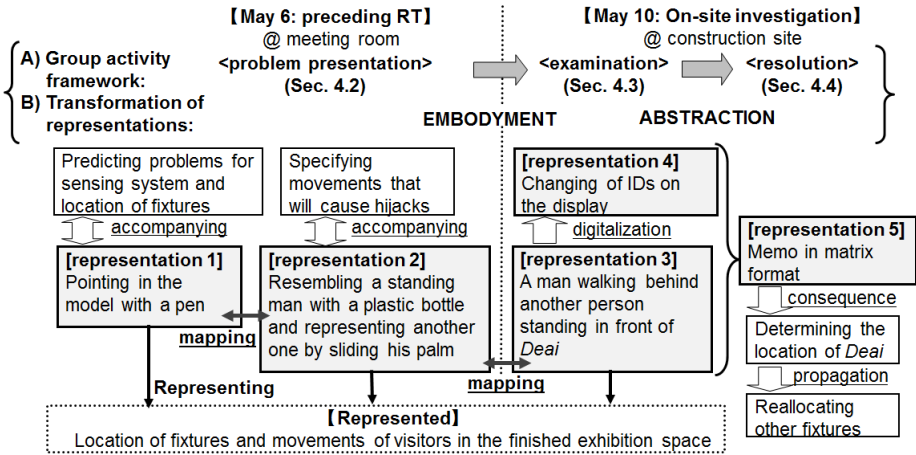 【May 6: preceding RT】
@ meeting room
<problem presentation>
(Sec. 4.2)
【May 10: On-site investigation】
@ construction site
<examination>
(Sec. 4.3)
<resolution>
(Sec. 4.4)
A) Group activity
framework:
B) Transformation of
representations:
EMBODYMENT
ABSTRACTION
Predicting problems for
sensing system and
location of fixtures
accompanying
[representation 1]
Pointing in the
model with a pen
mapping
Specifying
movements that
will cause hijacks
accompanying
[representation 2]
Resembling a standing
man with a plastic bottle
and representing another
one by sliding his palm
mapping
[representation 4]
Changing of IDs on
the display
digitalization
[representation 3]
A man walking behind
another person
standing in front of
Deai
[representation 5]
Memo in matrix
format
consequence
Determining the
location of Deai
propagation
Reallocating
other fixtures
Representing
【Represented】
Location of fixtures and movements of visitors in the finished exhibition space